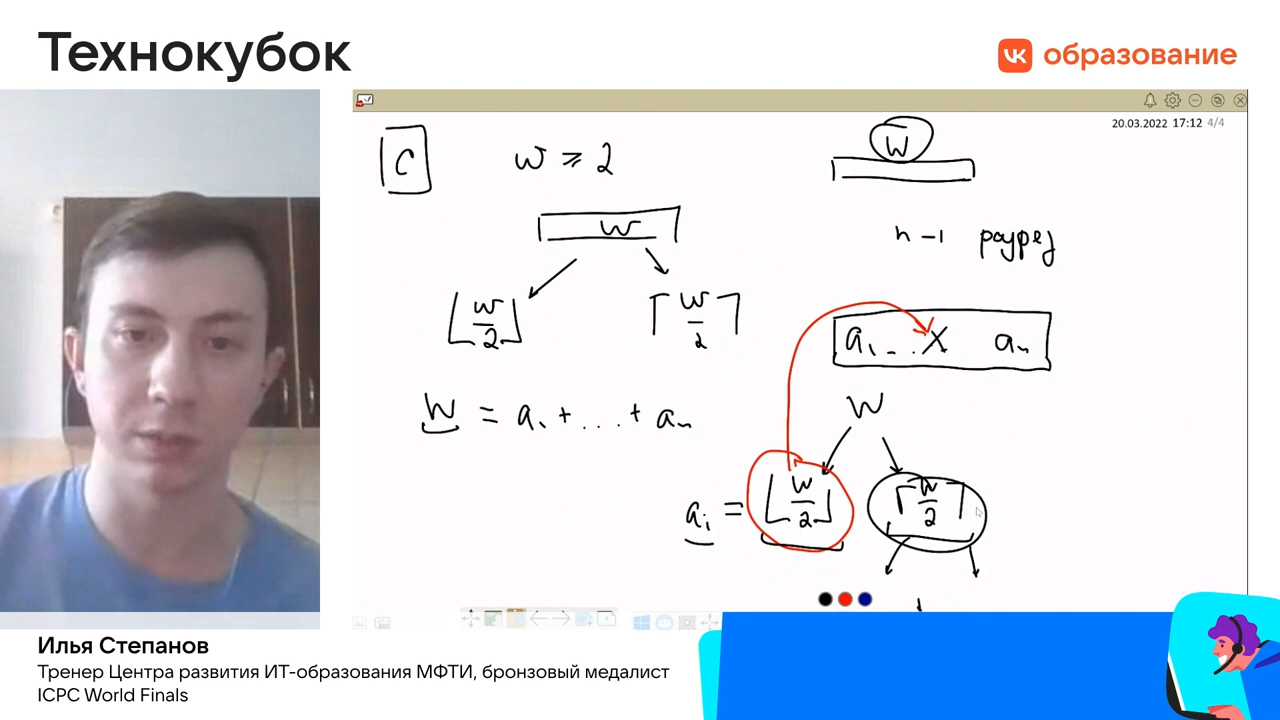 Технокубок
VK образование
20.03.2022 17:12 4/4
C
w ≥ 2
W
W
n - 1 разрез
⌊w/2⌋ ⌈w/2⌉
a₁ ... X aₙ
W
W = a₁ + ... + aₙ
aᵢ = ⌊w/2⌋ ⌈w/2⌉
Илья Степанов
Тренер Центра развития ИТ-образования МФТИ, бронзовый медалист
ICPC World Finals